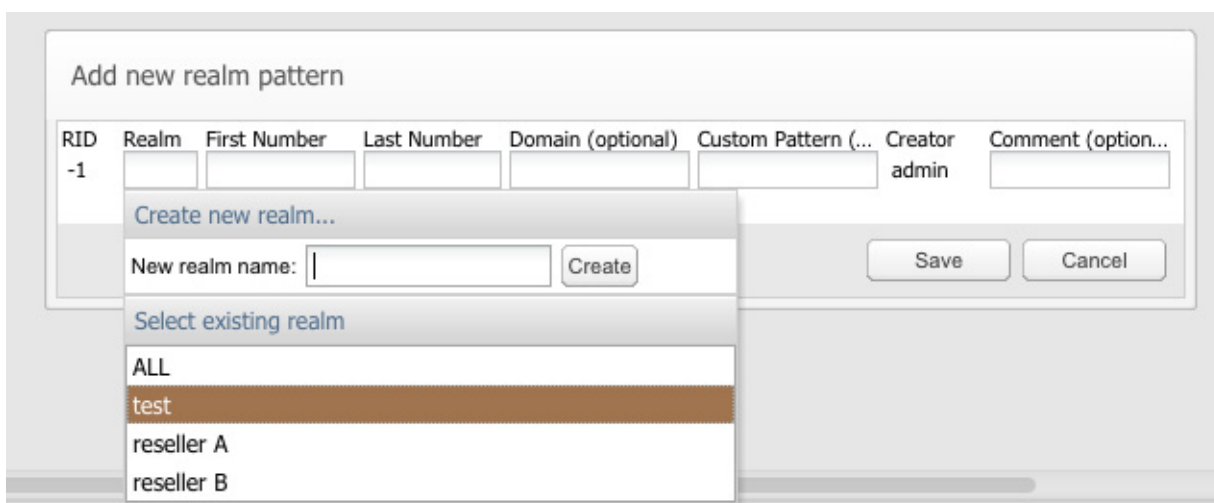 Add new realm pattern
RID Realm First Number Last Number Domain (optional) Custom Pattern (... Creator Comment (option...
-1 admin
Create new realm...
New realm name: Create
Save Cancel
Select existing realm
ALL
test
reseller A
reseller B